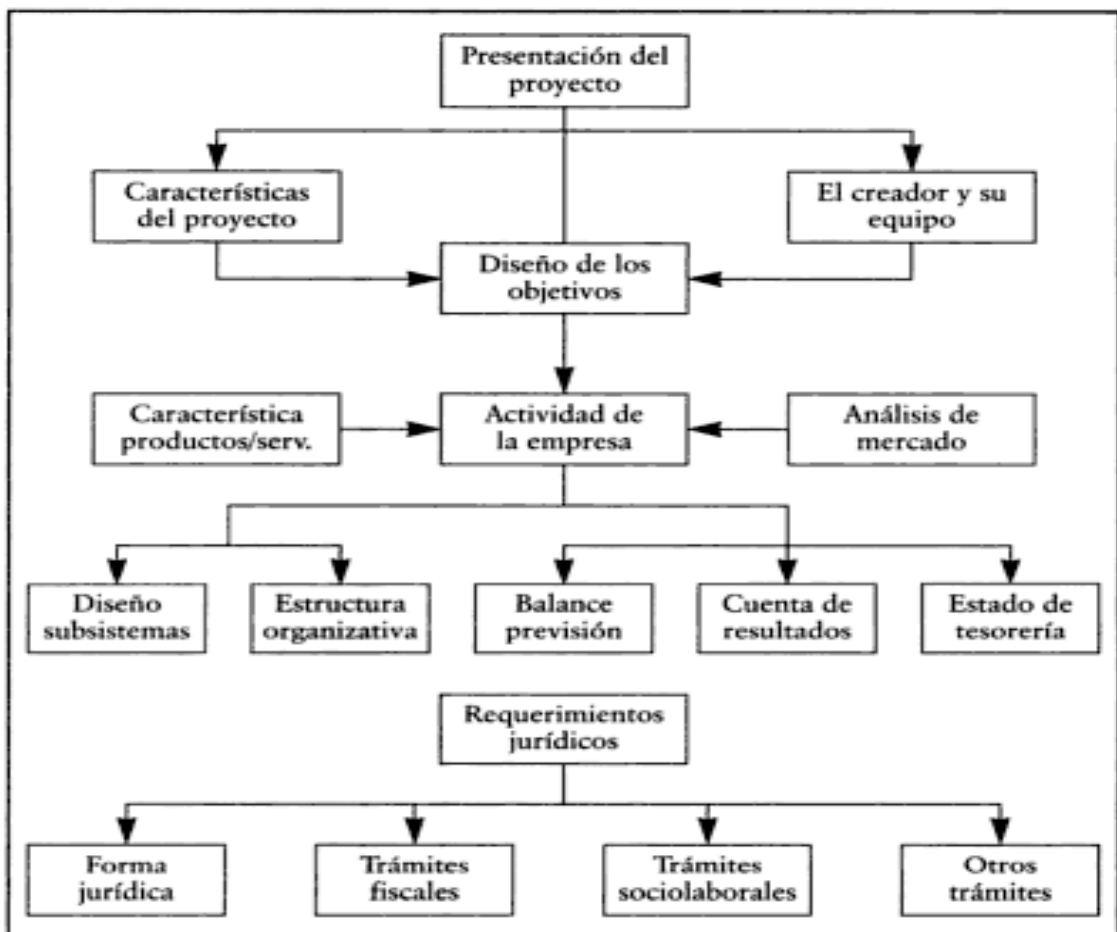 Presentación del
proyecto
Características
del proyecto
El creador y su
equipo
Diseño de los
objetivos
Característica
productos/serv.
Actividad de
la empresa
Análisis de
mercado
Diseño
subsistemas
Estructura
organizativa
Balance
previsión
Cuenta de
resultados
Estado de
tesorería
Requerimientos
jurídicos
Forma
jurídica
Trámites
fiscales
Trámites
sociolaborales
Otros
trámites